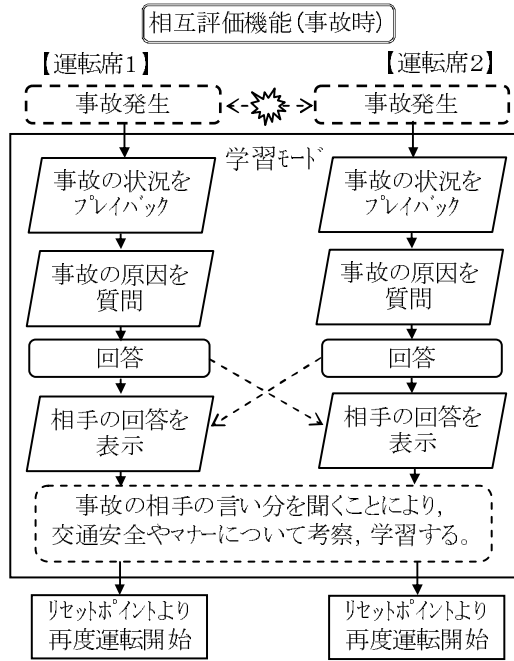 相互評価機能(事故時)
【運転席1】
【運転席2】
事故発生
事故発生
学習ﾓｰﾄﾞ
事故の状況を
ﾌﾟﾚｲﾊﾞｯｸ
事故の状況を
ﾌﾟﾚｲﾊﾞｯｸ
事故の原因を
質問
事故の原因を
質問
回答
回答
相手の回答を
表示
相手の回答を
表示
事故の相手の言い分を聞くことにより,
交通安全やﾏﾅｰについて考察,学習する。
ﾘｾｯﾄﾎﾟｲﾝﾄより
再度運転開始
ﾘｾｯﾄﾎﾟｲﾝﾄより
再度運転開始